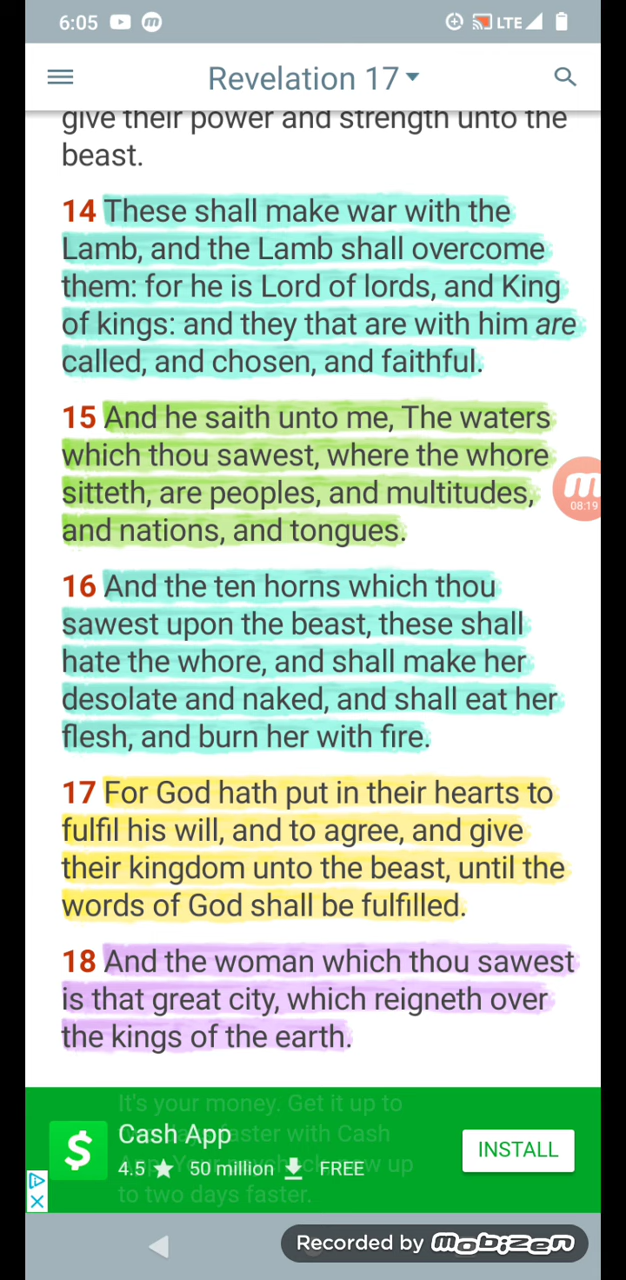 6:05
LTE
Revelation 17
give their power and strength unto the
beast.
14 These shall make war with the
Lamb, and the Lamb shall overcome
them: for he is Lord of lords, and King
of kings: and they that are with him are
called, and chosen, and faithful.
15 And he saith unto me, The waters
which thou sawest, where the whore
sitteth, are peoples, and multitudes,
and nations, and tongues.
m
08:19
16 And the ten horns which thou
sawest upon the beast, these shall
hate the whore, and shall make her
desolate and naked, and shall eat her
flesh, and burn her with fire.
17 For God hath put in their hearts to
fulfil his will, and to agree, and give
their kingdom unto the beast, until the
words of God shall be fulfilled.
18 And the woman which thou sawest
is that great city, which reigneth over
the kings of the earth.
It's your money. Get it up to
Cash App
faster with Cash
4.5 50 million FREE
up
to two days faster.
INSTALL
Recorded by mobizen